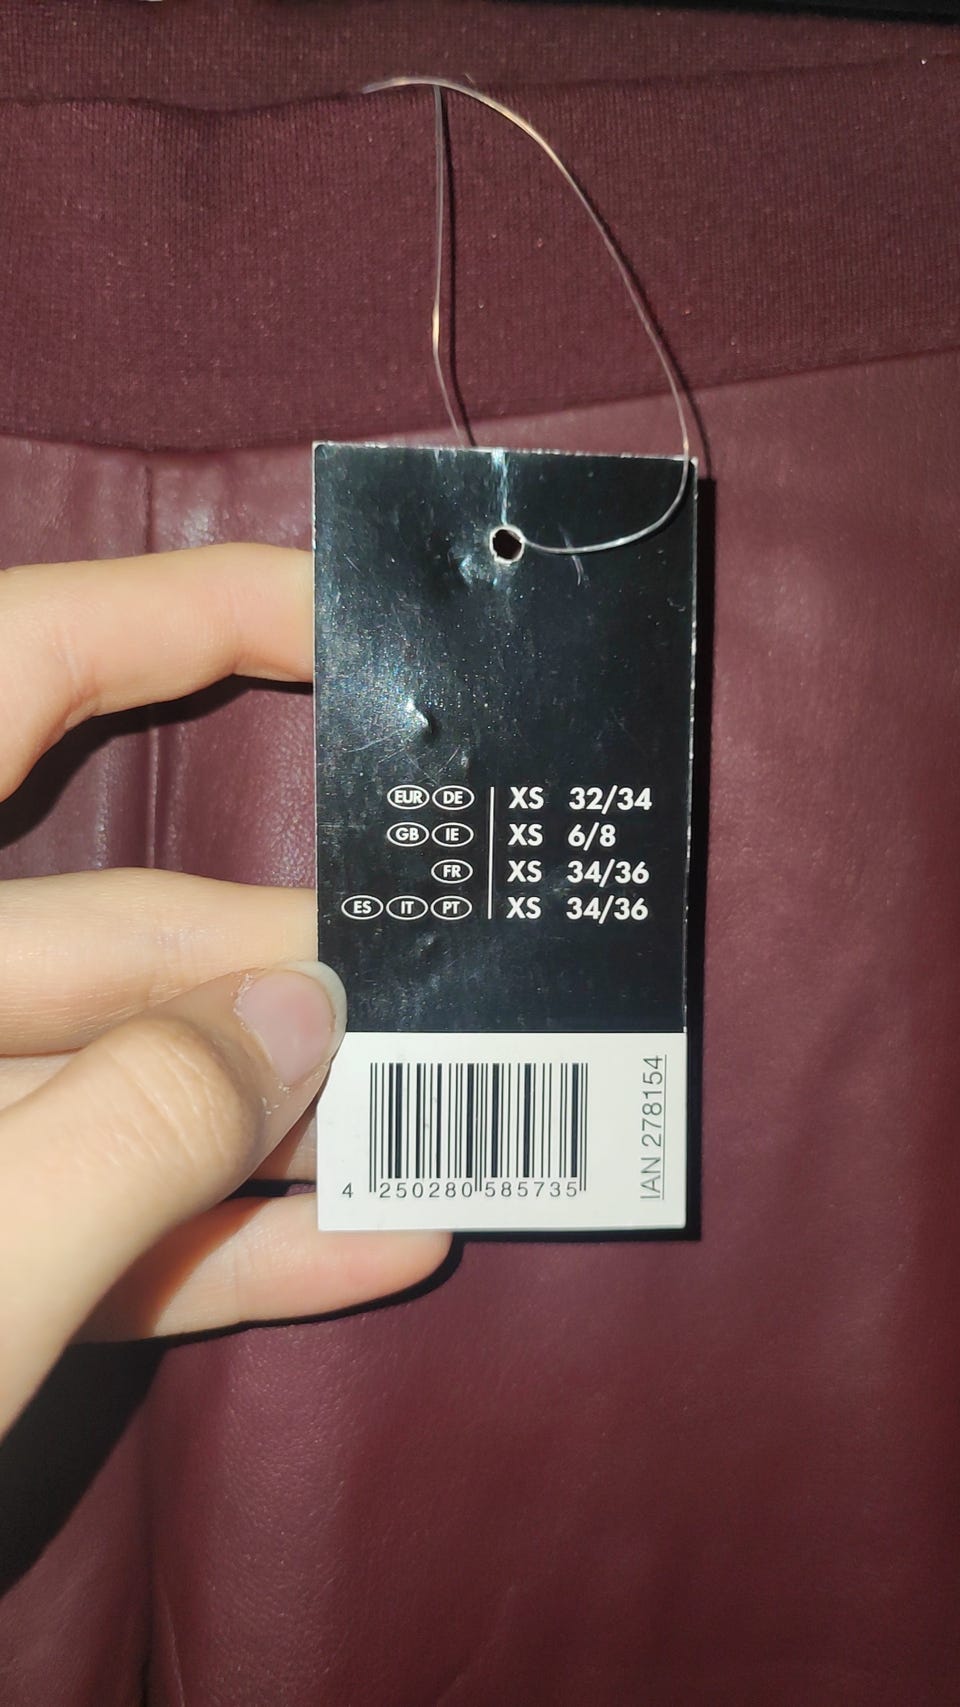 EUR DE XS 32/34
GB IE XS 6/8
FR XS 34/36
ES IT PT XS 34/36
4 250280 585735
IAN 278154